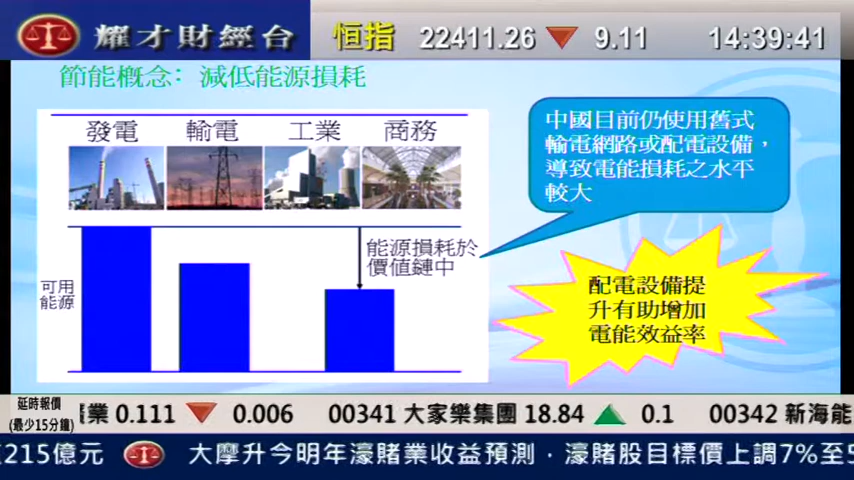 耀才財經台
恒指 22411.26 9.11 14:39:41
節能概念：減低能源損耗
發電 輸電 工業 商務
中國目前仍使用舊式
輸電網路或配電設備，
導致電能損耗之水平
較大
能源損耗於
價值鏈中
可用
能源
配電設備提
升有助增加
電能效益率
延時報價
(最少15分鐘)
業 0.111 0.006 00341 大家樂集團 18.84 0.1 00342 新海能
215億元 大摩升今明年濠賭業收益預測，濠賭股目標價上調7%至